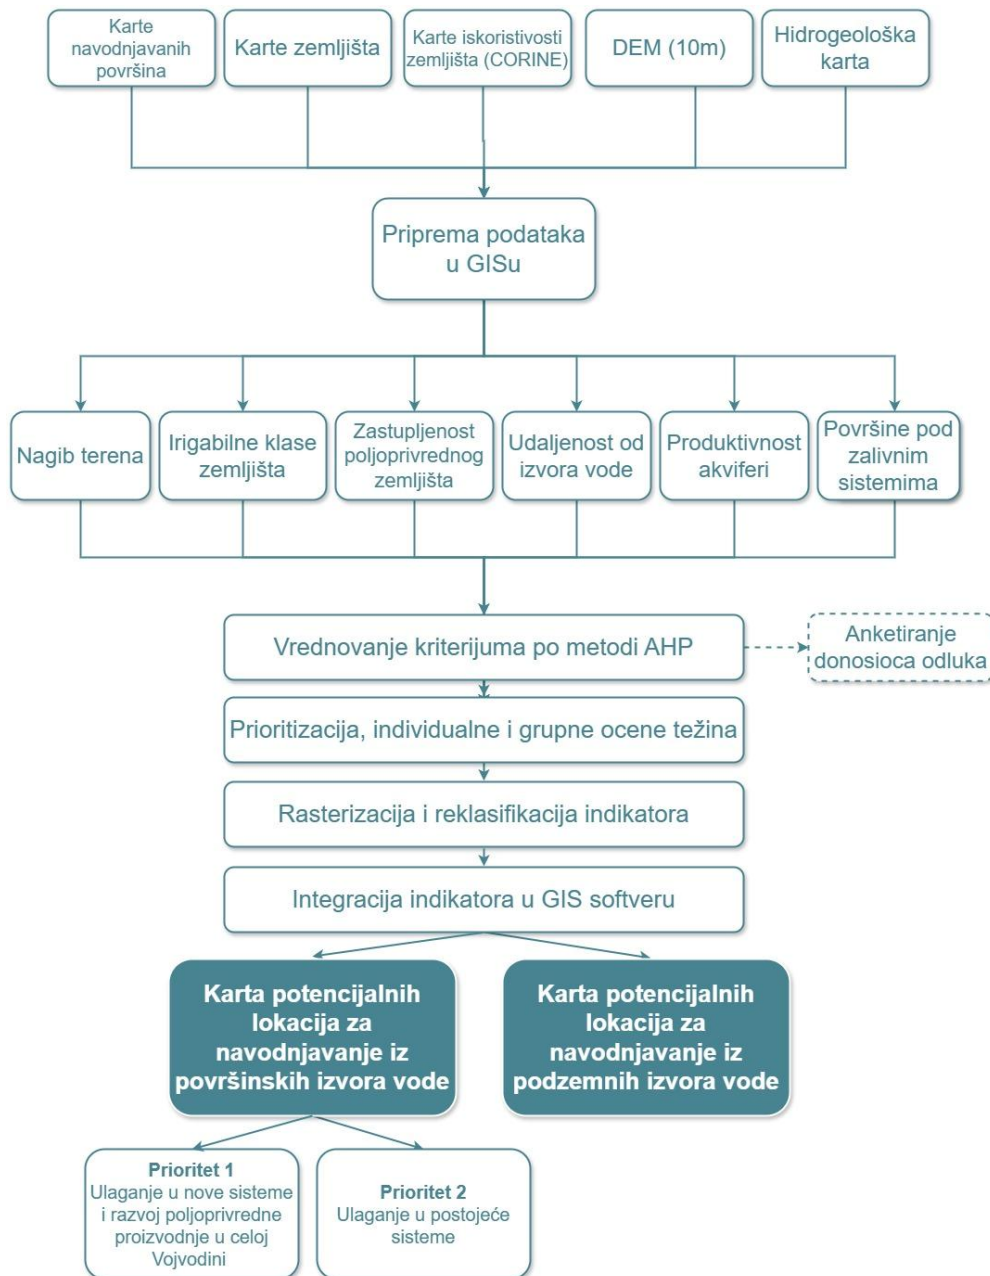 Karte
navodnjavanih
površina
Karte zemljišta
Karte iskoristivosti
zemljišta (CORINE)
DEM (10m)
Hidrogeološka
karta
Priprema podataka
u GISu
Nagib terena
Irigabilne klase
zemljišta
Zastupljenost
poljoprivrednog
zemljišta
Udaljenost od
izvora vode
Produktivnost
akviferi
Površine pod
zalivnim
sistemima
Vrednovanje kriterijuma po metodi AHP
Anketiranje
donosioca odluka
Prioritizacija, individualne i grupne ocene težina
Rasterizacija i reklasifikacija indikatora
Integracija indikatora u GIS softveru
Karta potencijalnih
lokacija za
navodnjavanje iz
površinskih izvora vode
Karta potencijalnih
lokacija za
navodnjavanje iz
podzemnih izvora vode
Prioritet 1
Ulaganje u nove sisteme
i razvoj poljoprivredne
proizvodnje u celoj
Vojvodini
Prioritet 2
Ulaganje u postojeće
sisteme